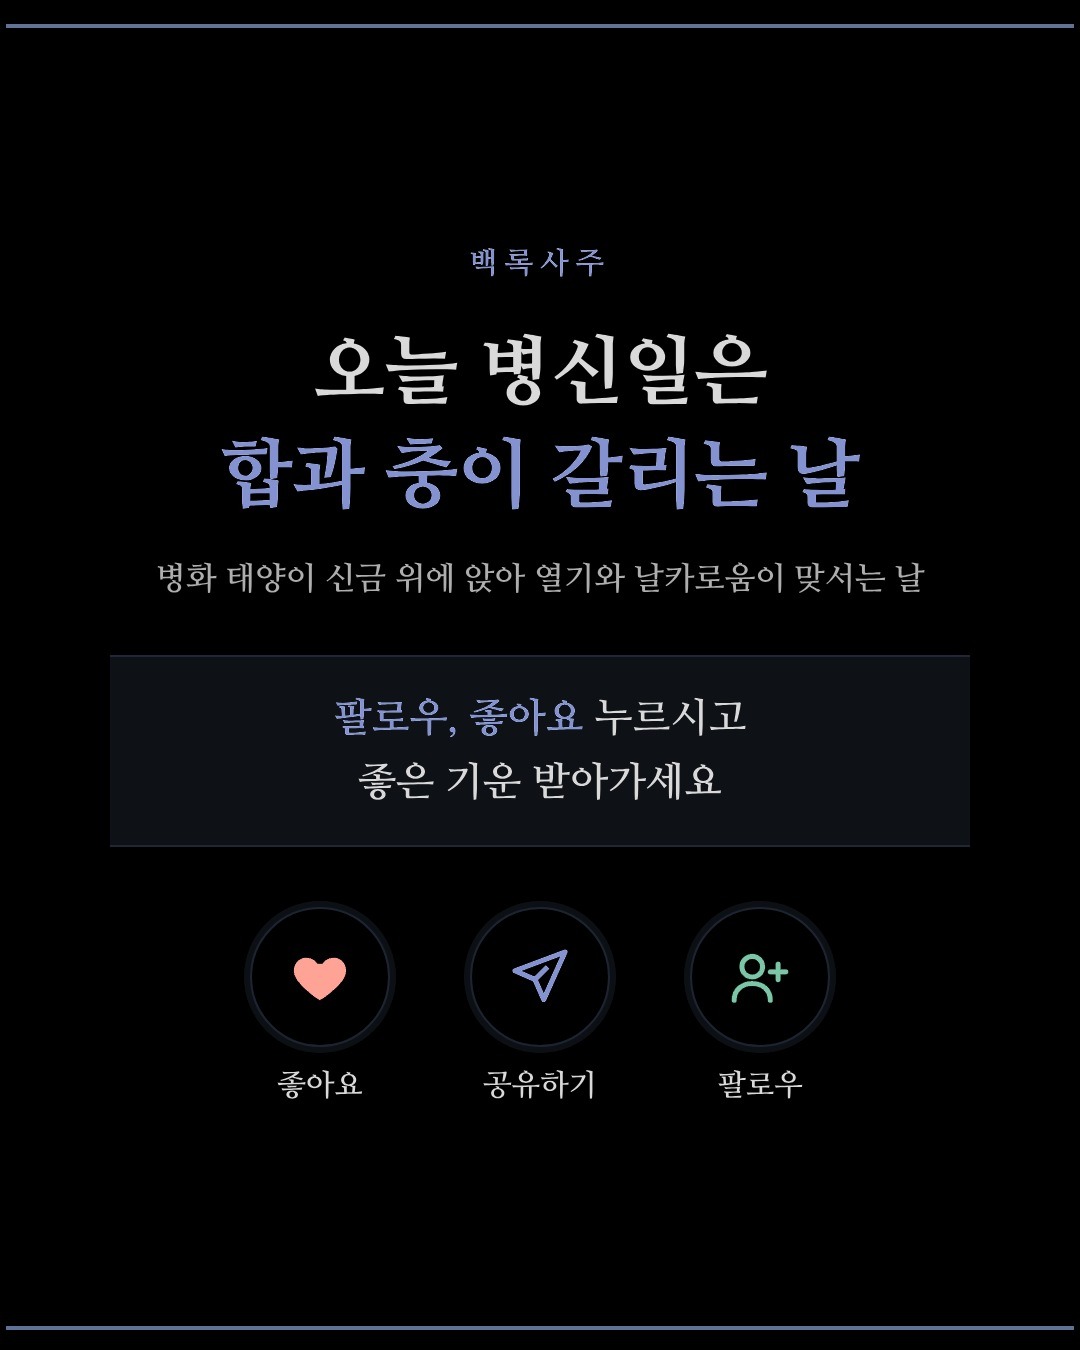 백록사주
오늘 병신일은
합과 충이 갈리는 날
병화 태양이 신금 위에 앉아 열기와 날카로움이 맞서는 날
팔로우, 좋아요 누르시고
좋은 기운 받아가세요
좋아요
공유하기
팔로우